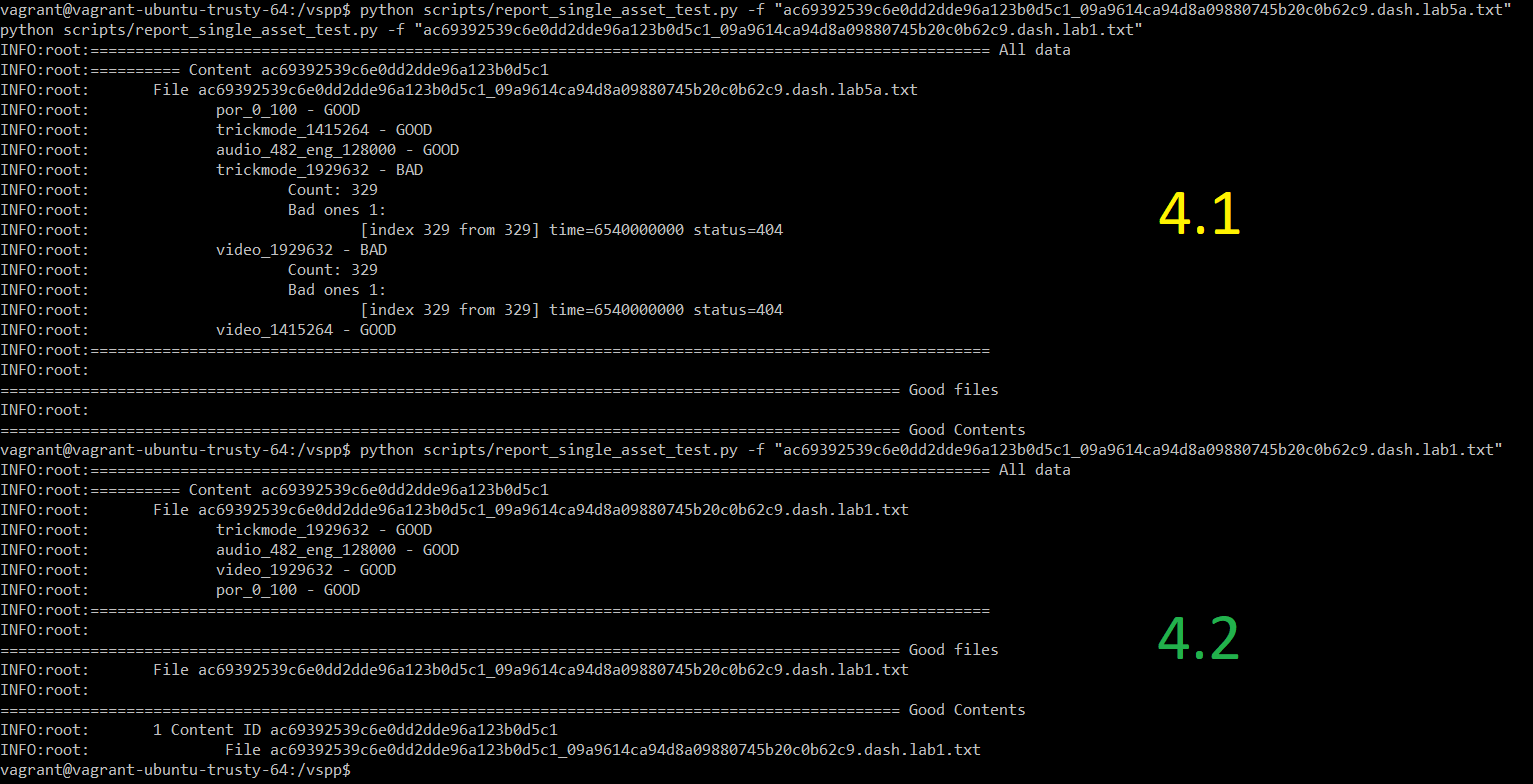 vagrant@vagrant-ubuntu-trusty-64:/vspp$ python scripts/report_single_asset_test.py -f "ac69392539c6e0dd2dde96a123b0d5c1_09a9614ca94d8a09880745b20c0b62c9.dash.lab5a.txt"
python scripts/report_single_asset_test.py -f "ac69392539c6e0dd2dde96a123b0d5c1_09a9614ca94d8a09880745b20c0b62c9.dash.lab1.txt"
INFO:root:==================================================================================================== All data
INFO:root:========== Content ac69392539c6e0dd2dde96a123b0d5c1
INFO:root:       File ac69392539c6e0dd2dde96a123b0d5c1_09a9614ca94d8a09880745b20c0b62c9.dash.lab5a.txt
INFO:root:              por_0_100 - GOOD
INFO:root:              trickmode_1415264 - GOOD
INFO:root:              audio_482_eng_128000 - GOOD
INFO:root:              trickmode_1929632 - BAD
INFO:root:                      Count: 329
INFO:root:                      Bad ones 1:
INFO:root:                              [index 329 from 329] time=6540000000 status=404
4.1
INFO:root:              video_1929632 - BAD
INFO:root:                      Count: 329
INFO:root:                      Bad ones 1:
INFO:root:                              [index 329 from 329] time=6540000000 status=404
INFO:root:              video_1415264 - GOOD
INFO:root:====================================================================================================
INFO:root:
==================================================================================================== Good files
INFO:root:
==================================================================================================== Good Contents
vagrant@vagrant-ubuntu-trusty-64:/vspp$ python scripts/report_single_asset_test.py -f "ac69392539c6e0dd2dde96a123b0d5c1_09a9614ca94d8a09880745b20c0b62c9.dash.lab1.txt"
INFO:root:==================================================================================================== All data
INFO:root:========== Content ac69392539c6e0dd2dde96a123b0d5c1
INFO:root:       File ac69392539c6e0dd2dde96a123b0d5c1_09a9614ca94d8a09880745b20c0b62c9.dash.lab1.txt
INFO:root:              trickmode_1929632 - GOOD
INFO:root:              audio_482_eng_128000 - GOOD
INFO:root:              video_1929632 - GOOD
INFO:root:              por_0_100 - GOOD
INFO:root:====================================================================================================
INFO:root:
4.2
==================================================================================================== Good files
INFO:root:       File ac69392539c6e0dd2dde96a123b0d5c1_09a9614ca94d8a09880745b20c0b62c9.dash.lab1.txt
INFO:root:
==================================================================================================== Good Contents
INFO:root:       1 Content ID ac69392539c6e0dd2dde96a123b0d5c1
INFO:root:               File ac69392539c6e0dd2dde96a123b0d5c1_09a9614ca94d8a09880745b20c0b62c9.dash.lab1.txt
vagrant@vagrant-ubuntu-trusty-64:/vspp$